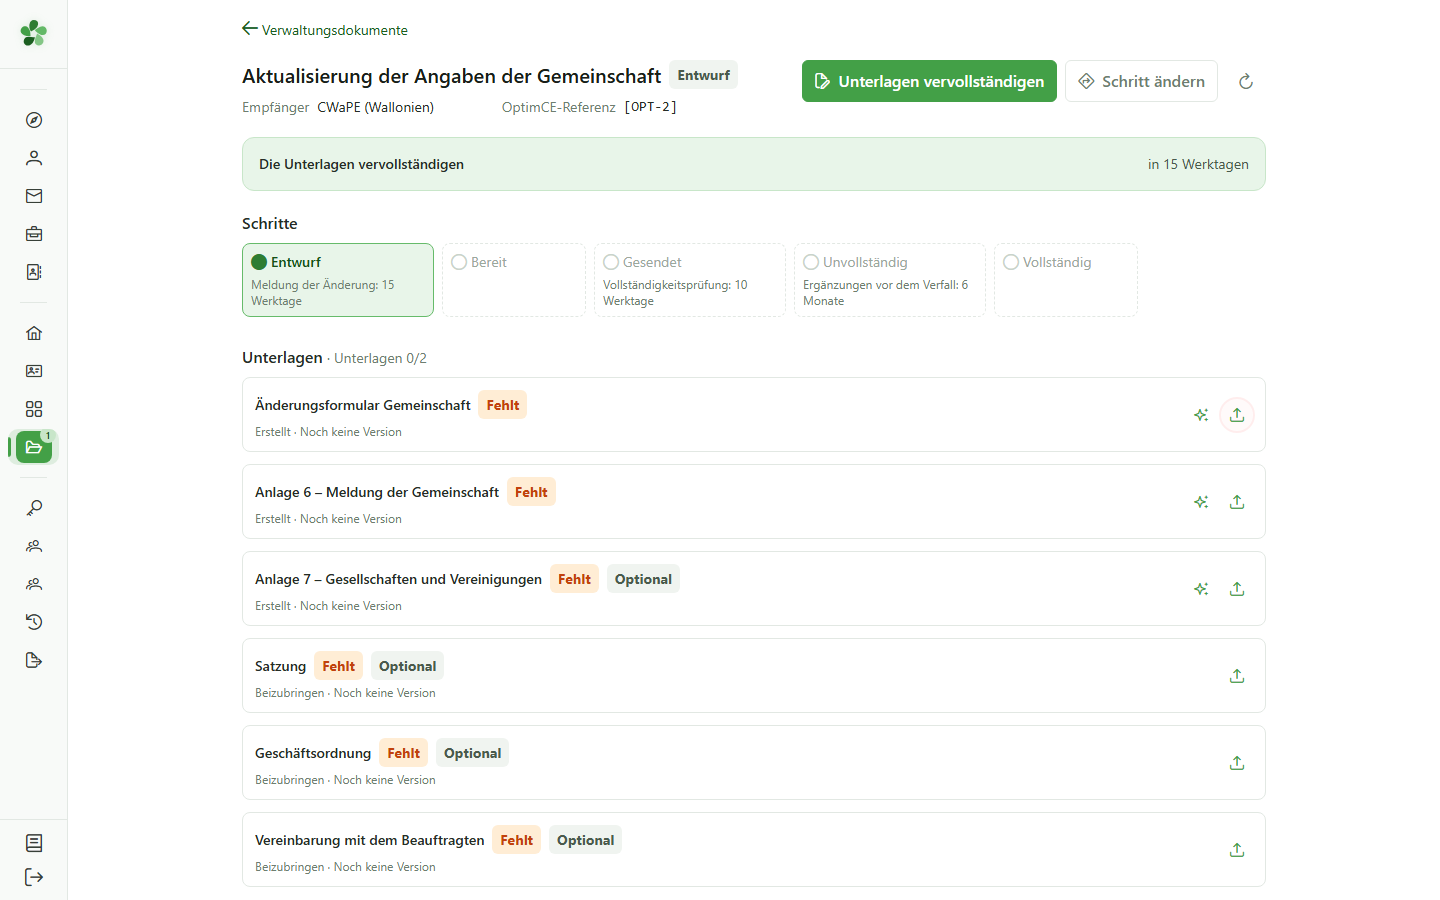 Verwaltungsdokumente
Aktualisierung der Angaben der Gemeinschaft Entwurf
Unterlagen vervollständigen
Schritt ändern
Empfänger CWaPE (Wallonien) OptimCE-Referenz [OPT-2]
Die Unterlagen vervollständigen
in 15 Werktagen
Schritte
Entwurf
Meldung der Änderung: 15
Werktage
Bereit
Gesendet
Vollständigkeitsprüfung: 10
Werktage
Unvollständig
Ergänzungen vor dem Verfall: 6
Monate
Vollständig
1
Unterlagen · Unterlagen 0/2
Änderungsformular Gemeinschaft Fehlt
Erstellt · Noch keine Version
Anlage 6 – Meldung der Gemeinschaft Fehlt
Erstellt · Noch keine Version
Anlage 7 – Gesellschaften und Vereinigungen Fehlt Optional
Erstellt · Noch keine Version
Satzung Fehlt Optional
Beizubringen · Noch keine Version
Geschäftsordnung Fehlt Optional
Beizubringen · Noch keine Version
Vereinbarung mit dem Beauftragten Fehlt Optional
Beizubringen · Noch keine Version